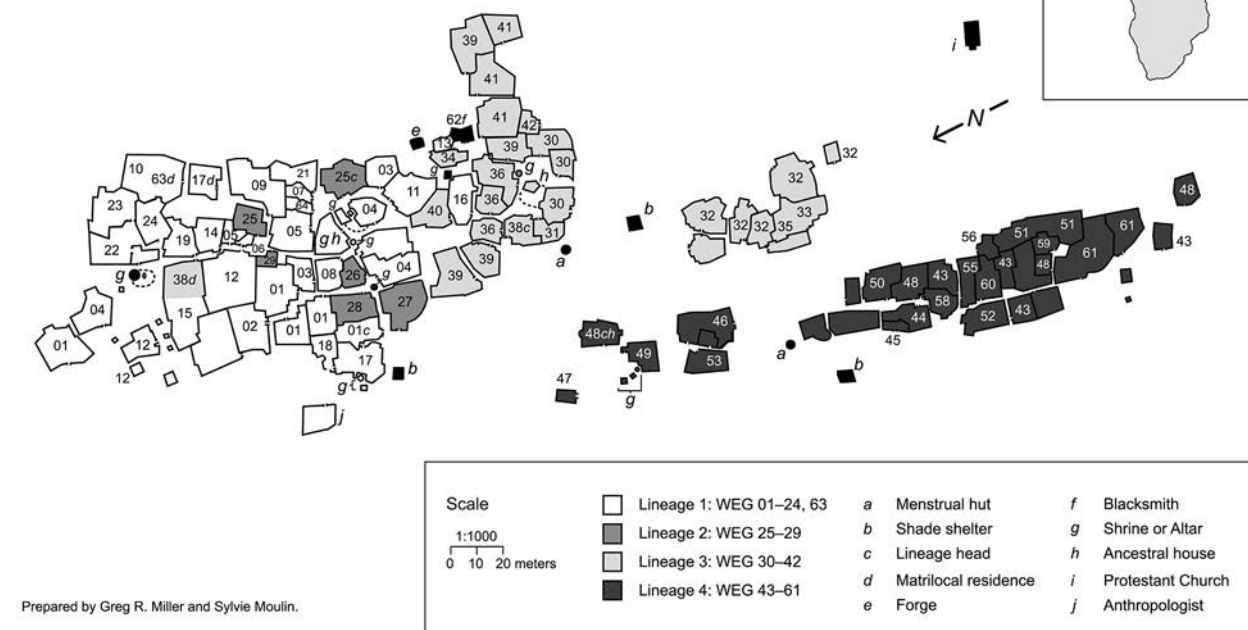 41
39
41
41
i
N
62f
e
42
13
39
30
34
30
g
36
g
h
32
32
10
63d
17d
09
21
25c
03
11
16
36
30
07
64
g
04
40
23
24
25
05
36
38c
31
b
32
32
32
33
35
48
19
14
05
g h
g
a
22
06
29
04
39
39
56
51
51
61
43
59
61
g
38d
12
03
08
26
g
55
43
48
50
48
43
60
01
28
27
58
04
15
02
01
01
01c
44
52
43
46
48ch
01
12
18
17
b
49
53
a
45
12
g
47
g
b
j
Scale
1:1000
0 10 20 meters
Lineage 1: WEG 01–24, 63
Lineage 2: WEG 25–29
Lineage 3: WEG 30–42
Lineage 4: WEG 43–61
a Menstrual hut
b Shade shelter
c Lineage head
d Matrilocal residence
e Forge
f Blacksmith
g Shrine or Altar
h Ancestral house
i Protestant Church
j Anthropologist
Prepared by Greg R. Miller and Sylvie Moulin.